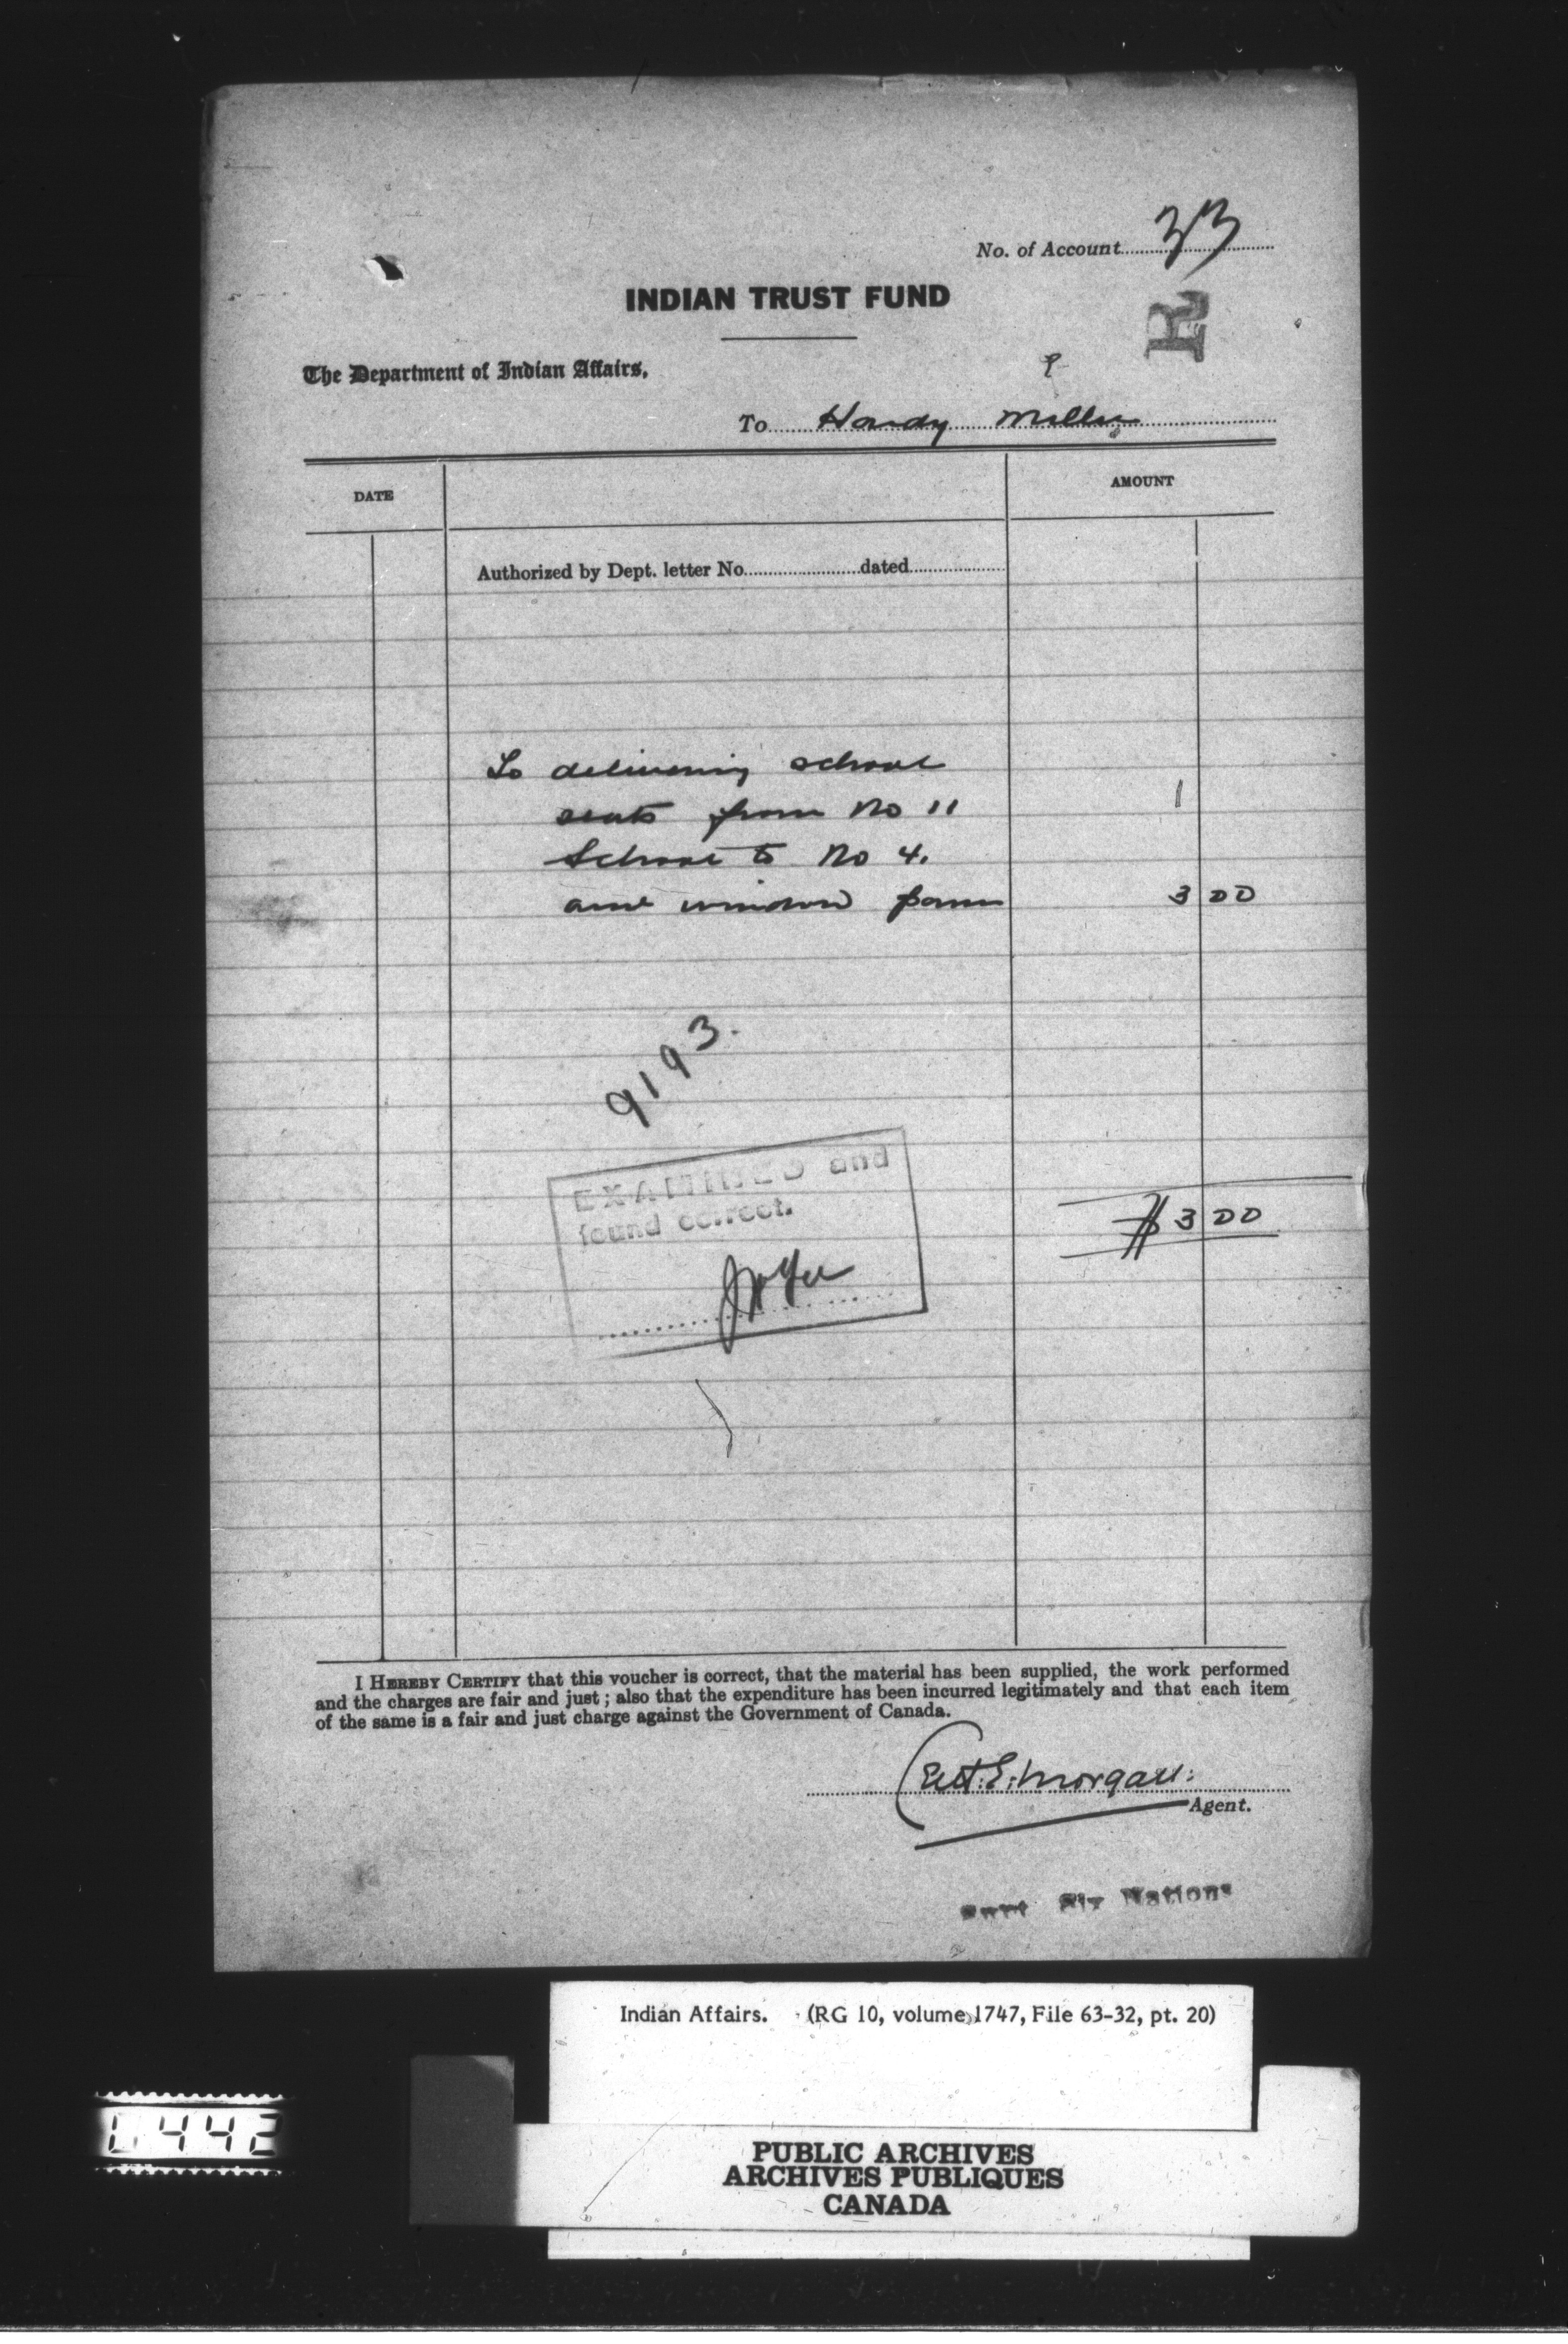 No. of Account 33
R
INDIAN TRUST FUND
The Department of Indian Affairs,
To Hardy Miller
DATE
AMOUNT
Authorized by Dept. letter No. dated
To delivering school
seats from No 11
School to No 4.
and window panes 3 00
9193.
EXAMINED and
found correct.
$ 3 00
I HEREBY CERTIFY that this voucher is correct, that the material has been supplied, the work performed
and the charges are fair and just; also that the expenditure has been incurred legitimately and that each item
of the same is a fair and just charge against the Government of Canada.
E. Morgan.
Agent.
Six Nations
Indian Affairs. (RG 10, volume 1747, File 63-32, pt. 20)
442
PUBLIC ARCHIVES
ARCHIVES PUBLIQUES
CANADA